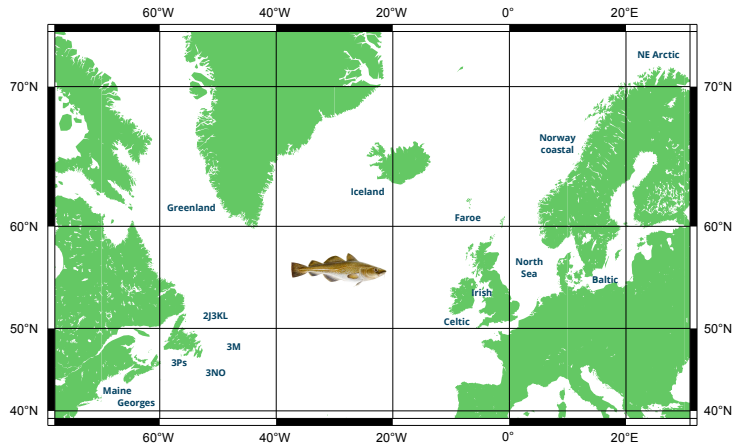 60°W 40°W 20°W 0° 20°E
NE Arctic
70°N 70°N
Norway
coastal
Iceland
Greenland
Faroe
60°N 60°N
North
Sea
Baltic
Irish
2J3KL
Celtic
50°N 50°N
3M
3Ps
3NO
Maine
Georges
40°N 40°N
60°W 40°W 20°W 0° 20°E